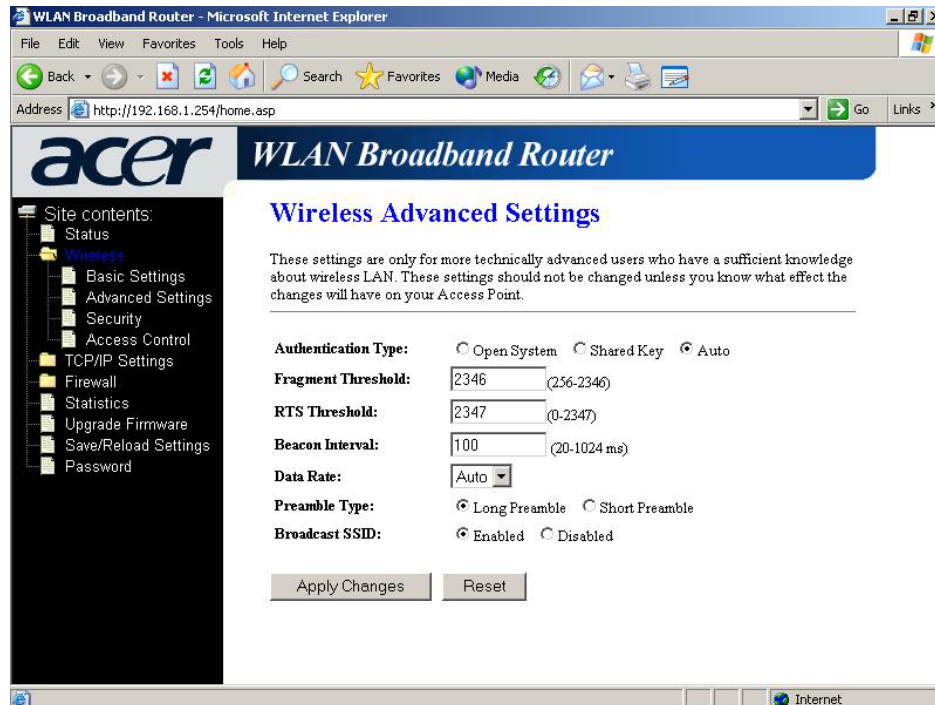 WLAN Broadband Router - Microsoft Internet Explorer
File Edit View Favorites Tools Help
Back Search Favorites Media
Address http://192.168.1.254/home.asp Go Links
acer WLAN Broadband Router
Site contents:
Status
Wireless
Basic Settings
Advanced Settings
Security
Access Control
TCP/IP Settings
Firewall
Statistics
Upgrade Firmware
Save/Reload Settings
Password
Wireless Advanced Settings
These settings are only for more technically advanced users who have a sufficient knowledge
about wireless LAN. These settings should not be changed unless you know what effect the
changes will have on your Access Point.
Authentication Type: Open System Shared Key Auto
Fragment Threshold: 2346 (256-2346)
RTS Threshold: 2347 (0-2347)
Beacon Interval: 100 (20-1024 ms)
Data Rate: Auto
Preamble Type: Long Preamble Short Preamble
Broadcast SSID: Enabled Disabled
Apply Changes Reset
Internet